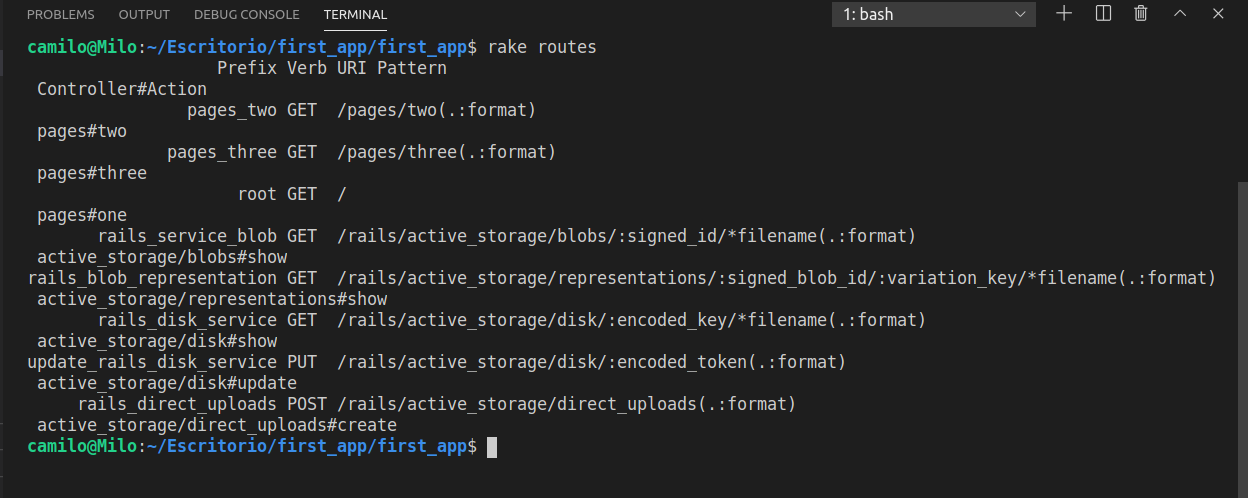 PROBLEMS OUTPUT DEBUG CONSOLE TERMINAL 1: bash
camilo@Milo:~/Escritorio/first_app/first_app$ rake routes
Prefix Verb URI Pattern
Controller#Action
pages_two GET /pages/two(.:format)
pages#two
pages_three GET /pages/three(.:format)
pages#three
root GET /
pages#one
rails_service_blob GET /rails/active_storage/blobs/:signed_id/*filename(.:format)
active_storage/blobs#show
rails_blob_representation GET /rails/active_storage/representations/:signed_blob_id/:variation_key/*filename(.:format)
active_storage/representations#show
rails_disk_service GET /rails/active_storage/disk/:encoded_key/*filename(.:format)
active_storage/disk#show
update_rails_disk_service PUT /rails/active_storage/disk/:encoded_token(.:format)
active_storage/disk#update
rails_direct_uploads POST /rails/active_storage/direct_uploads(.:format)
active_storage/direct_uploads#create
camilo@Milo:~/Escritorio/first_app/first_app$